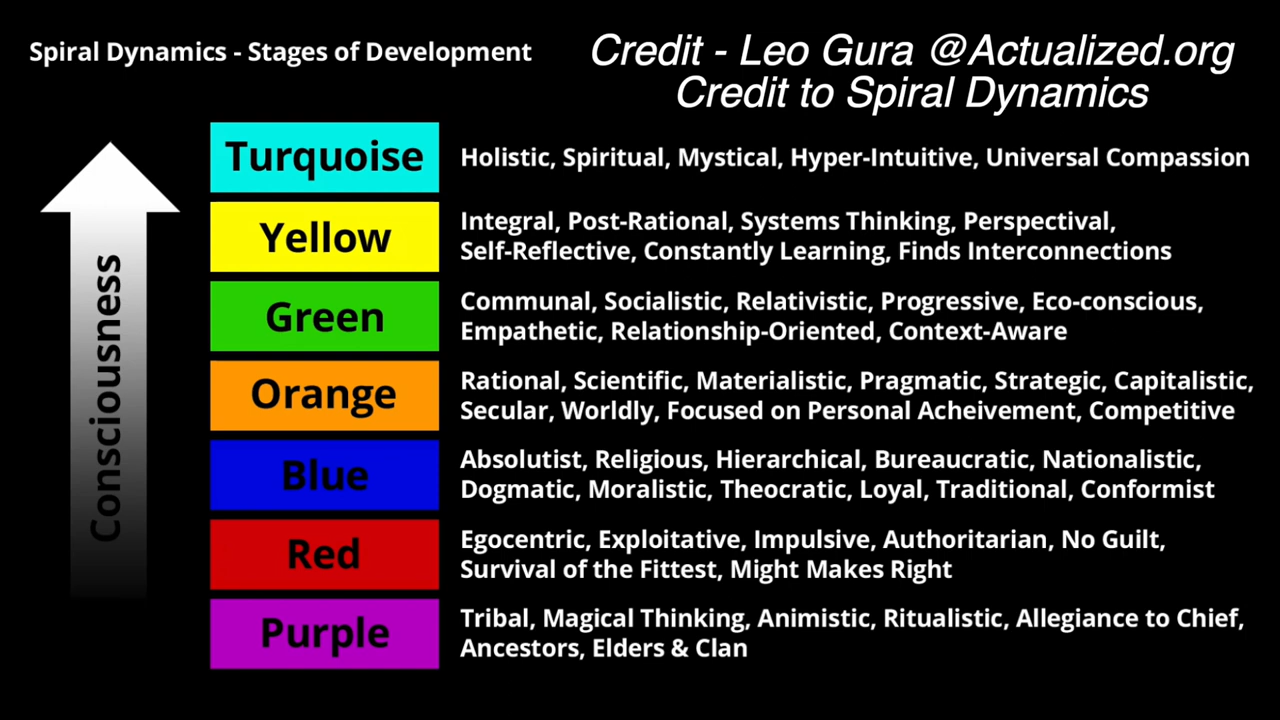 Spiral Dynamics - Stages of Development
Credit - Leo Gura @Actualized.org
Credit to Spiral Dynamics
Consciousness
Turquoise
Holistic, Spiritual, Mystical, Hyper-Intuitive, Universal Compassion
Yellow
Integral, Post-Rational, Systems Thinking, Perspectival,
Self-Reflective, Constantly Learning, Finds Interconnections
Green
Communal, Socialistic, Relativistic, Progressive, Eco-conscious,
Empathetic, Relationship-Oriented, Context-Aware
Orange
Rational, Scientific, Materialistic, Pragmatic, Strategic, Capitalistic,
Secular, Worldly, Focused on Personal Acheivement, Competitive
Blue
Absolutist, Religious, Hierarchical, Bureaucratic, Nationalistic,
Dogmatic, Moralistic, Theocratic, Loyal, Traditional, Conformist
Red
Egocentric, Exploitative, Impulsive, Authoritarian, No Guilt,
Survival of the Fittest, Might Makes Right
Purple
Tribal, Magical Thinking, Animistic, Ritualistic, Allegiance to Chief,
Ancestors, Elders & Clan